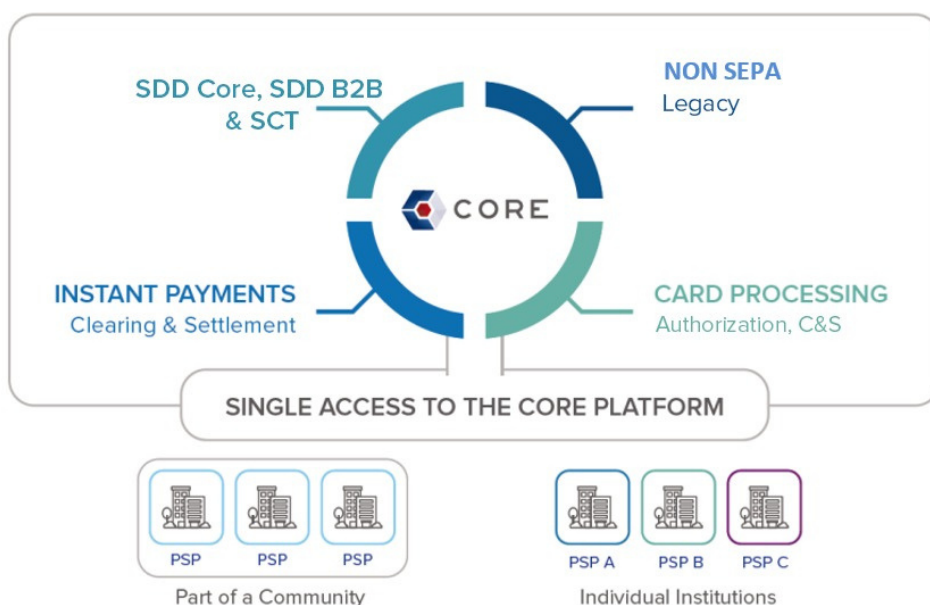 SDD Core, SDD B2B
& SCT
NON SEPA
Legacy
CORE
INSTANT PAYMENTS
Clearing & Settlement
CARD PROCESSING
Authorization, C&S
SINGLE ACCESS TO THE CORE PLATFORM
PSP
PSP
PSP
PSP A
PSP B
PSP C
Part of a Community
Individual Institutions